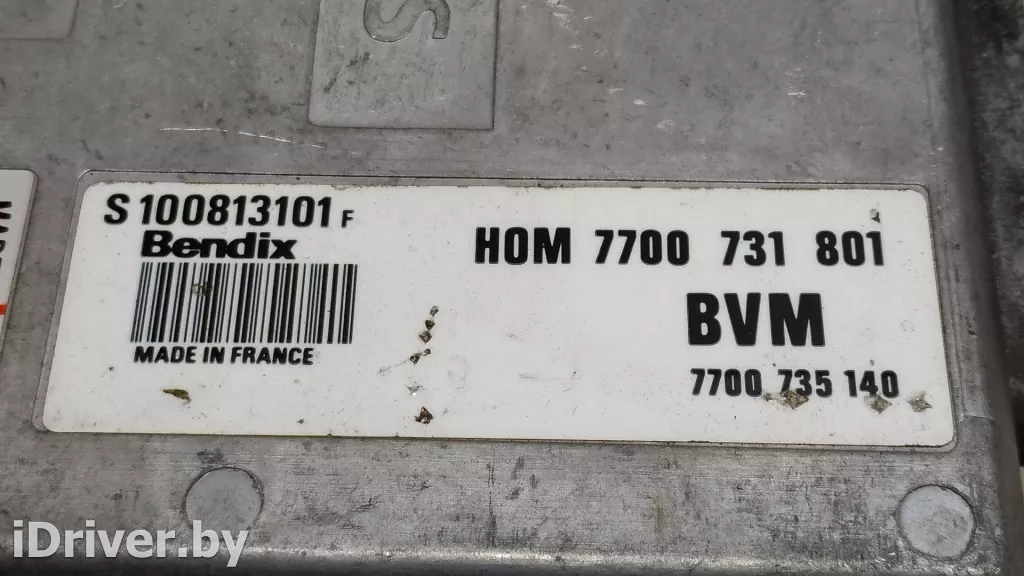 S
S 100813101 F
Bendix
MADE IN FRANCE
HOM 7700 731 801
BVM
7700 735 140
iDriver.by